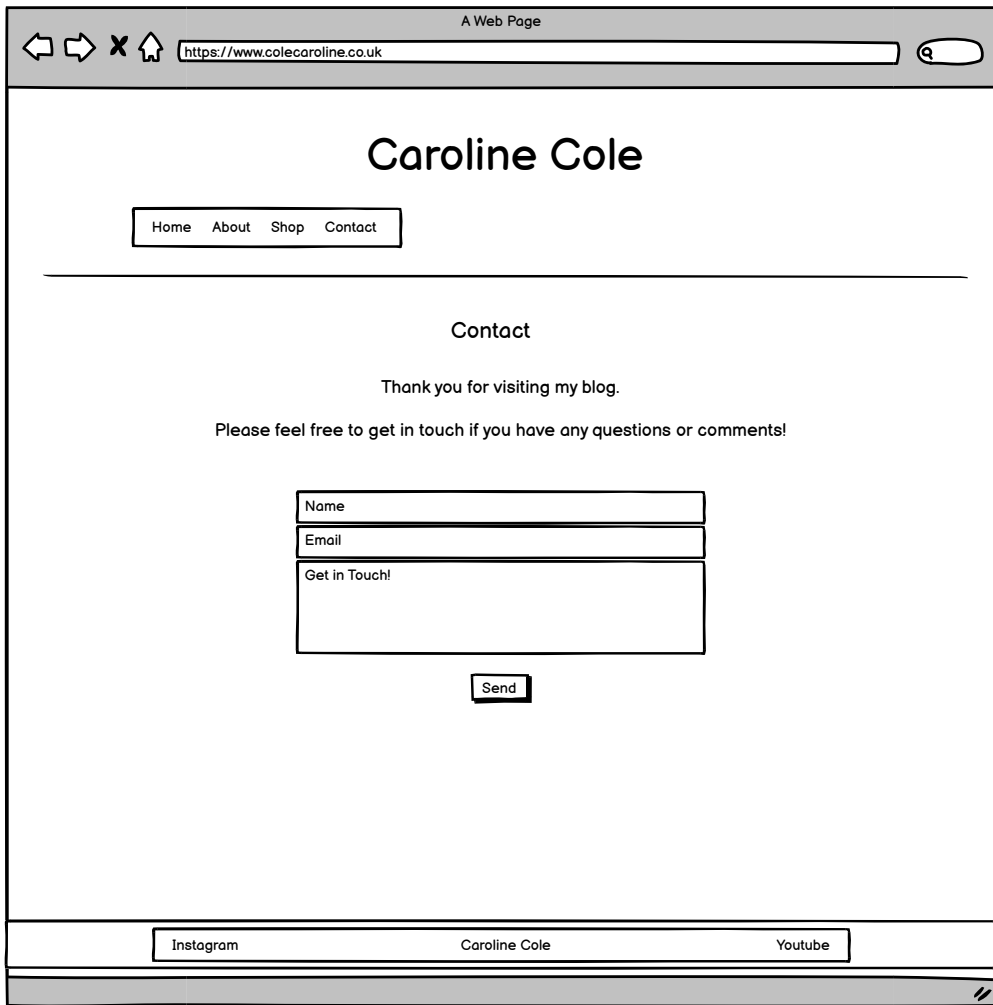 A Web Page
https://www.colecaroline.co.uk
Caroline Cole
Home About Shop Contact
Contact
Thank you for visiting my blog.
Please feel free to get in touch if you have any questions or comments!
Name
Email
Get in Touch!
Send
Instagram Caroline Cole Youtube